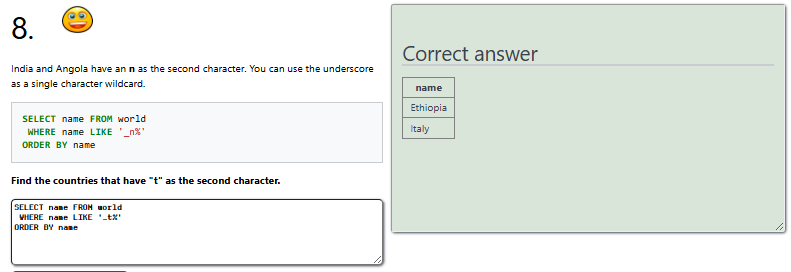 8.
India and Angola have an n as the second character. You can use the underscore
as a single character wildcard.
SELECT name FROM world
WHERE name LIKE '_n%'
ORDER BY name
Find the countries that have "t" as the second character.
SELECT name FROM world
WHERE name LIKE '_t%'
ORDER BY name
Correct answer
name
Ethiopia
Italy